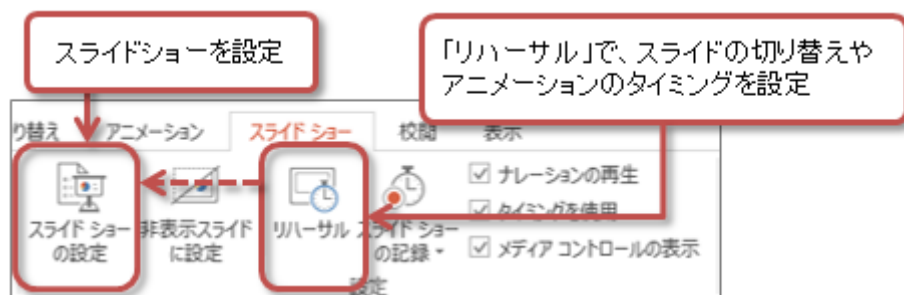 スライドショーを設定
「リハーサル」で、スライドの切り替えや
アニメーションのタイミングを設定
り替え アニメーション スライド ショー 校閲 表示
スライド ショー
の設定
非表示スライド
に設定
リハーサル
スライド ショー
の記録
ナレーションの再生
タイミングを使用
メディア コントロールの表示
設定